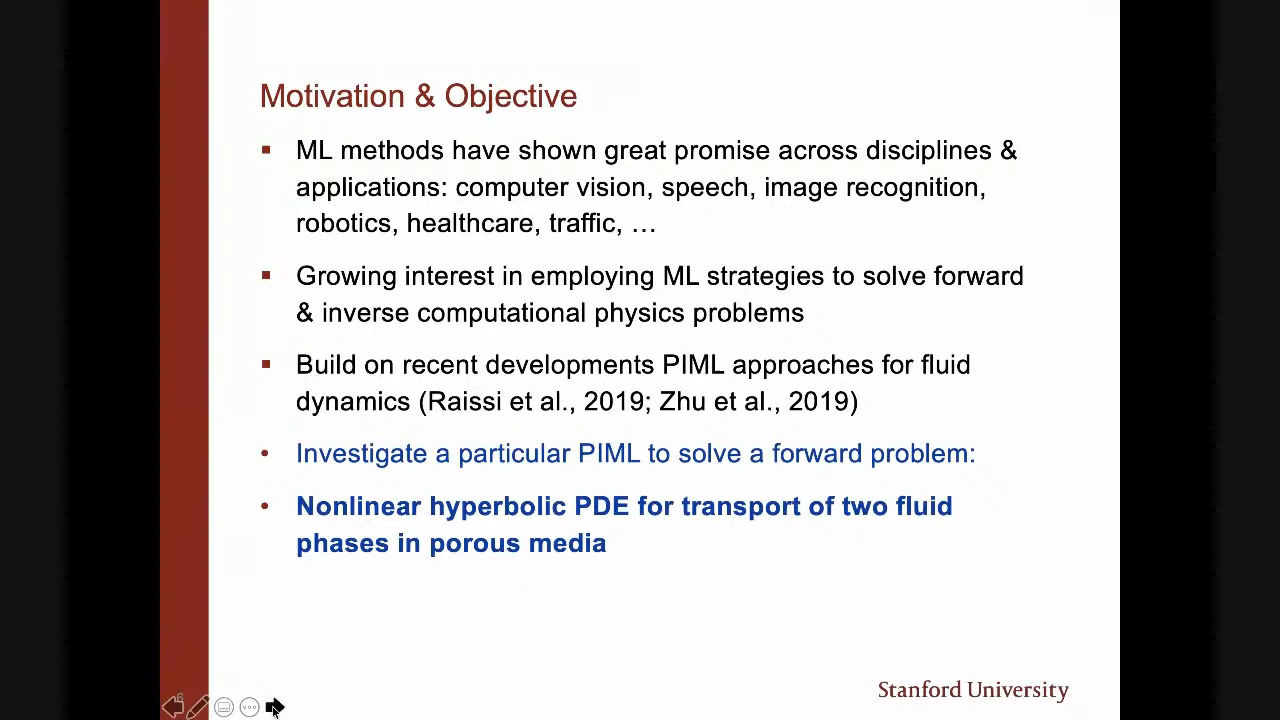 Motivation & Objective
▪ ML methods have shown great promise across disciplines &
applications: computer vision, speech, image recognition,
robotics, healthcare, traffic, …
▪ Growing interest in employing ML strategies to solve forward
& inverse computational physics problems
▪ Build on recent developments PIML approaches for fluid
dynamics (Raissi et al., 2019; Zhu et al., 2019)
• Investigate a particular PIML to solve a forward problem:
• Nonlinear hyperbolic PDE for transport of two fluid
phases in porous media
6
Stanford University